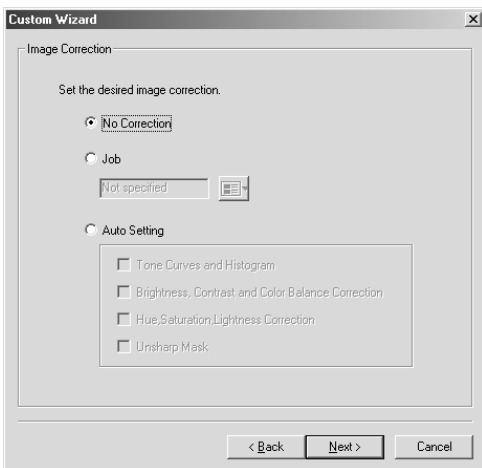 Custom Wizard
Image Correction
Set the desired image correction.
No Correction
Job
Not specified
Auto Setting
Tone Curves and Histogram
Brightness, Contrast and Color Balance Correction
Hue,Saturation,Lightness Correction
Unsharp Mask
< Back Next > Cancel